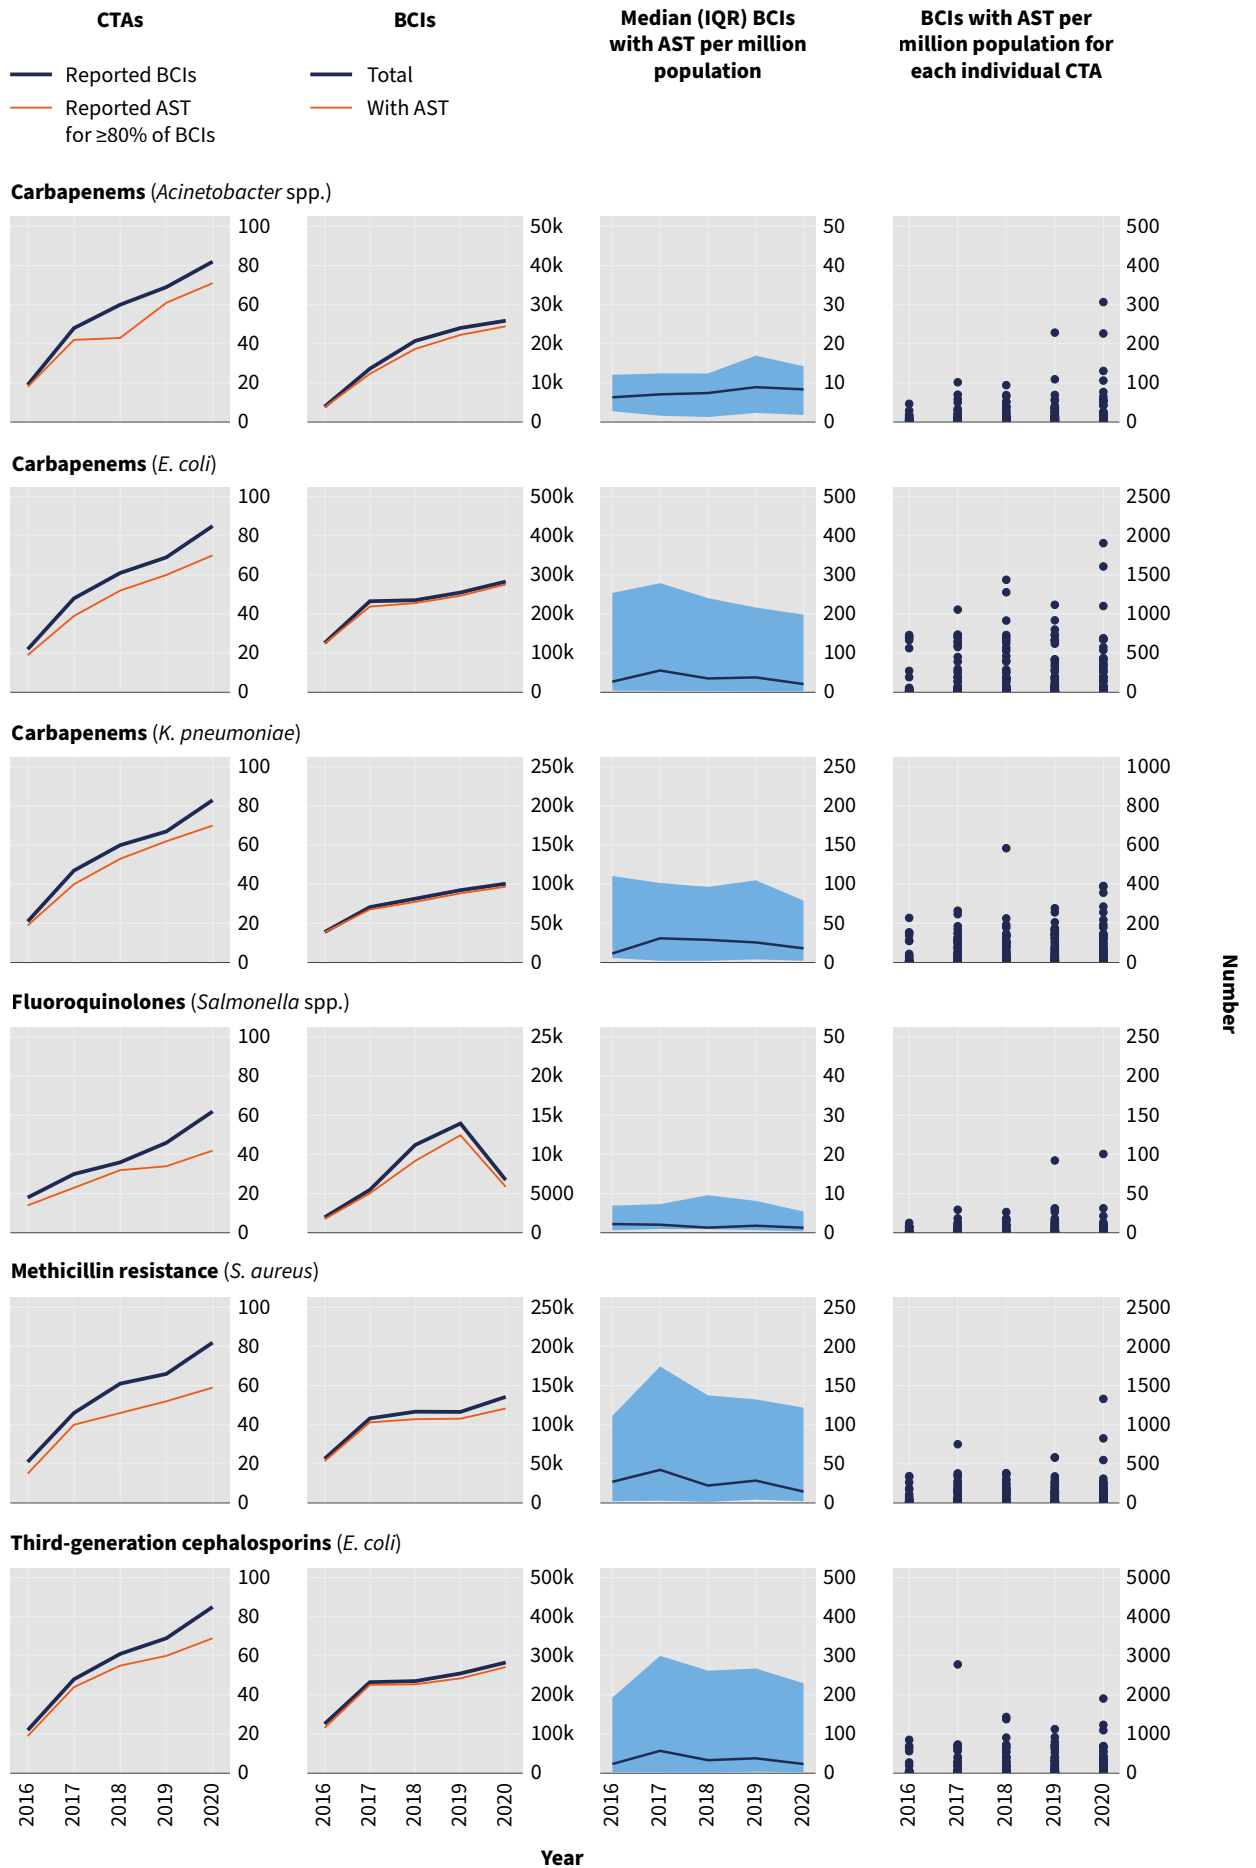 CTAs
BCIs
Median (IQR) BCIs
with AST per million
population
BCIs with AST per
million population for
each individual CTA
Reported BCIs
Reported AST
for ≥80% of BCIs
Total
With AST
Carbapenems (Acinetobacter spp.)
100
80
60
40
20
0
50k
40k
30k
20k
10k
0
50
40
30
20
10
0
500
400
300
200
100
0
Carbapenems (E. coli)
100
80
60
40
20
0
500k
400k
300k
200k
100k
0
500
400
300
200
100
0
2500
2000
1500
1000
500
0
Carbapenems (K. pneumoniae)
100
80
60
40
20
0
250k
200k
150k
100k
50k
0
250
200
150
100
50
0
1000
800
600
400
200
0
Number
Fluoroquinolones (Salmonella spp.)
100
80
60
40
20
0
25k
20k
15k
10k
5000
0
50
40
30
20
10
0
250
200
150
100
50
0
Methicillin resistance (S. aureus)
100
80
60
40
20
0
250k
200k
150k
100k
50k
0
250
200
150
100
50
0
2500
2000
1500
1000
500
0
Third-generation cephalosporins (E. coli)
100
80
60
40
20
0
500k
400k
300k
200k
100k
0
500
400
300
200
100
0
5000
4000
3000
2000
1000
0
2016
2017
2018
2019
2020
2016
2017
2018
2019
2020
2016
2017
2018
2019
2020
2016
2017
2018
2019
2020
Year